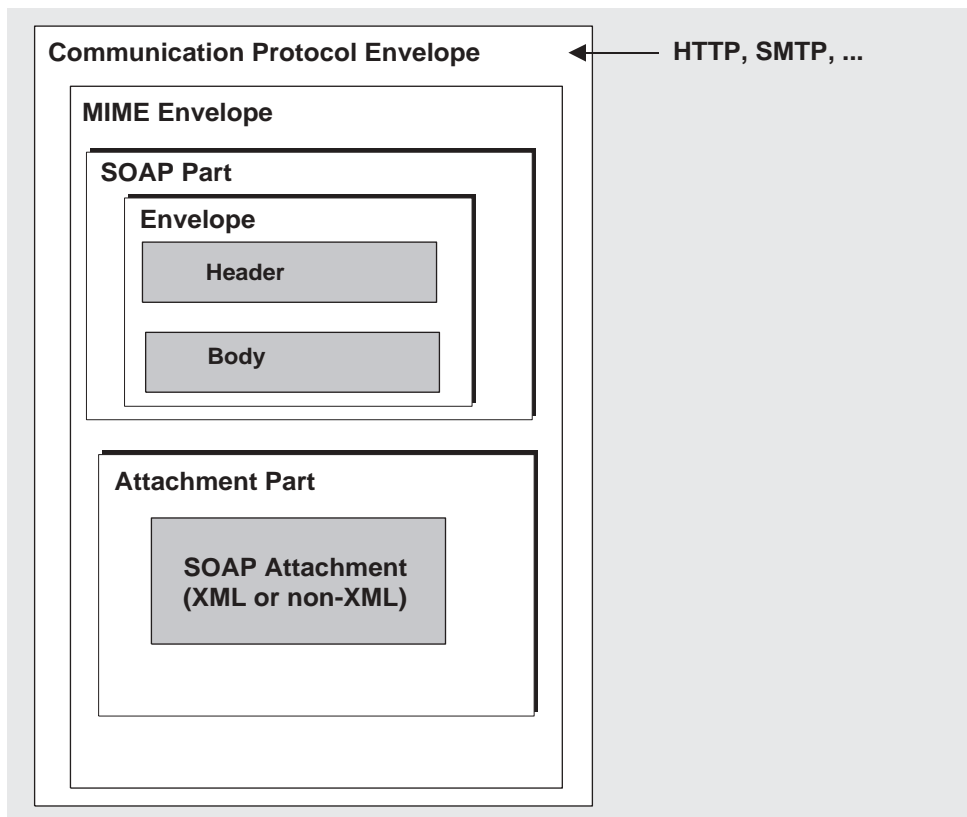 Communication Protocol Envelope
HTTP, SMTP, ...
MIME Envelope
SOAP Part
Envelope
Header
Body
Attachment Part
SOAP Attachment
(XML or non-XML)